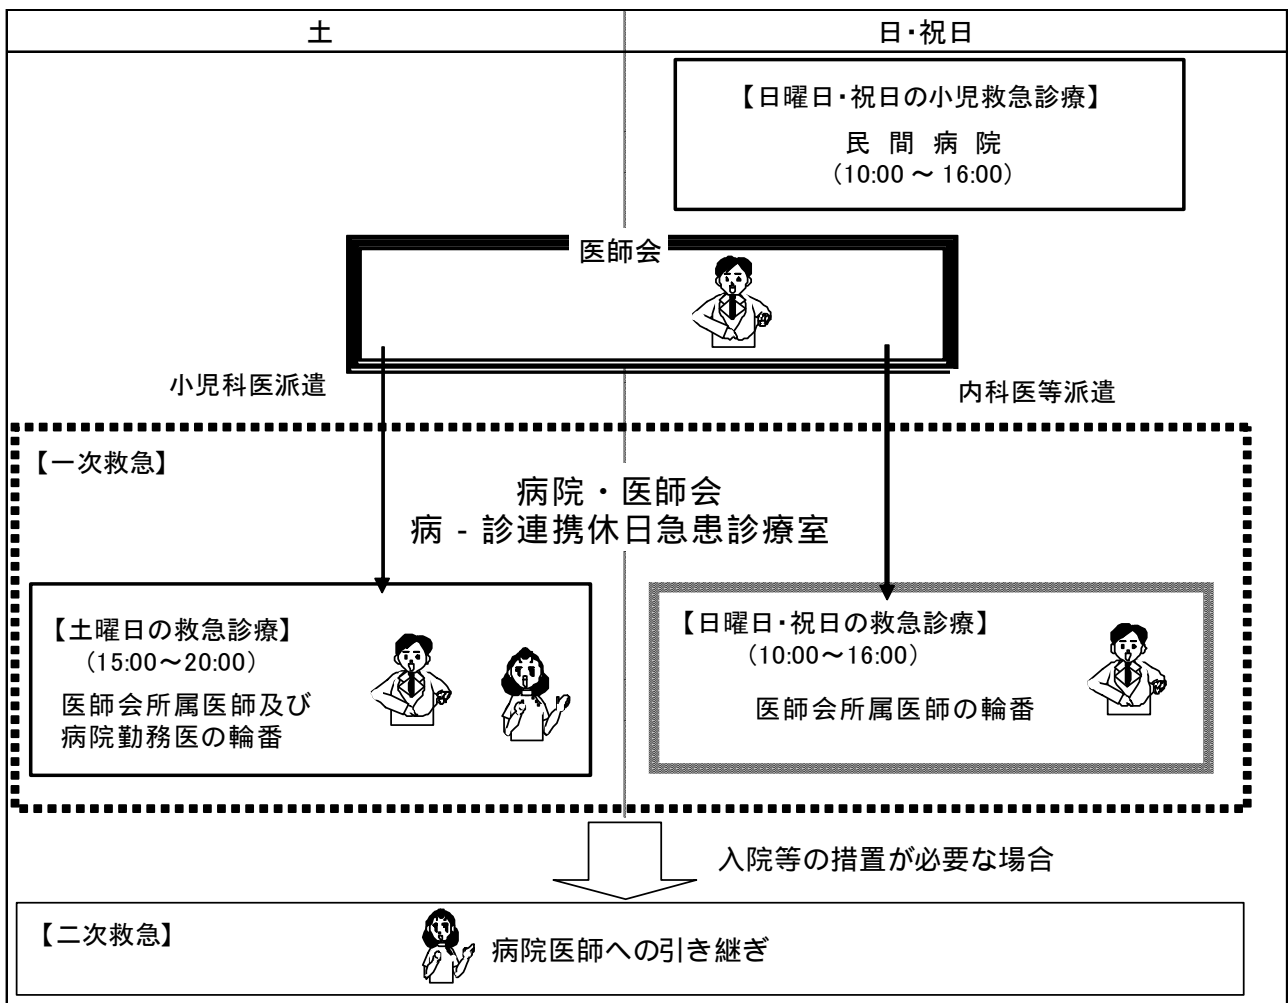 土
日・祝日
【日曜日・祝日の小児救急診療】
民間病院
（10:00 ～ 16:00）
医師会
小児科医派遣
内科医等派遣
【一次救急】
病院・医師会
病 - 診連携休日急患診療室
【土曜日の救急診療】
（15:00～20:00）
医師会所属医師及び
病院勤務医の輪番
【日曜日・祝日の救急診療】
（10:00～16:00）
医師会所属医師の輪番
入院等の措置が必要な場合
【二次救急】
病院医師への引き継ぎ